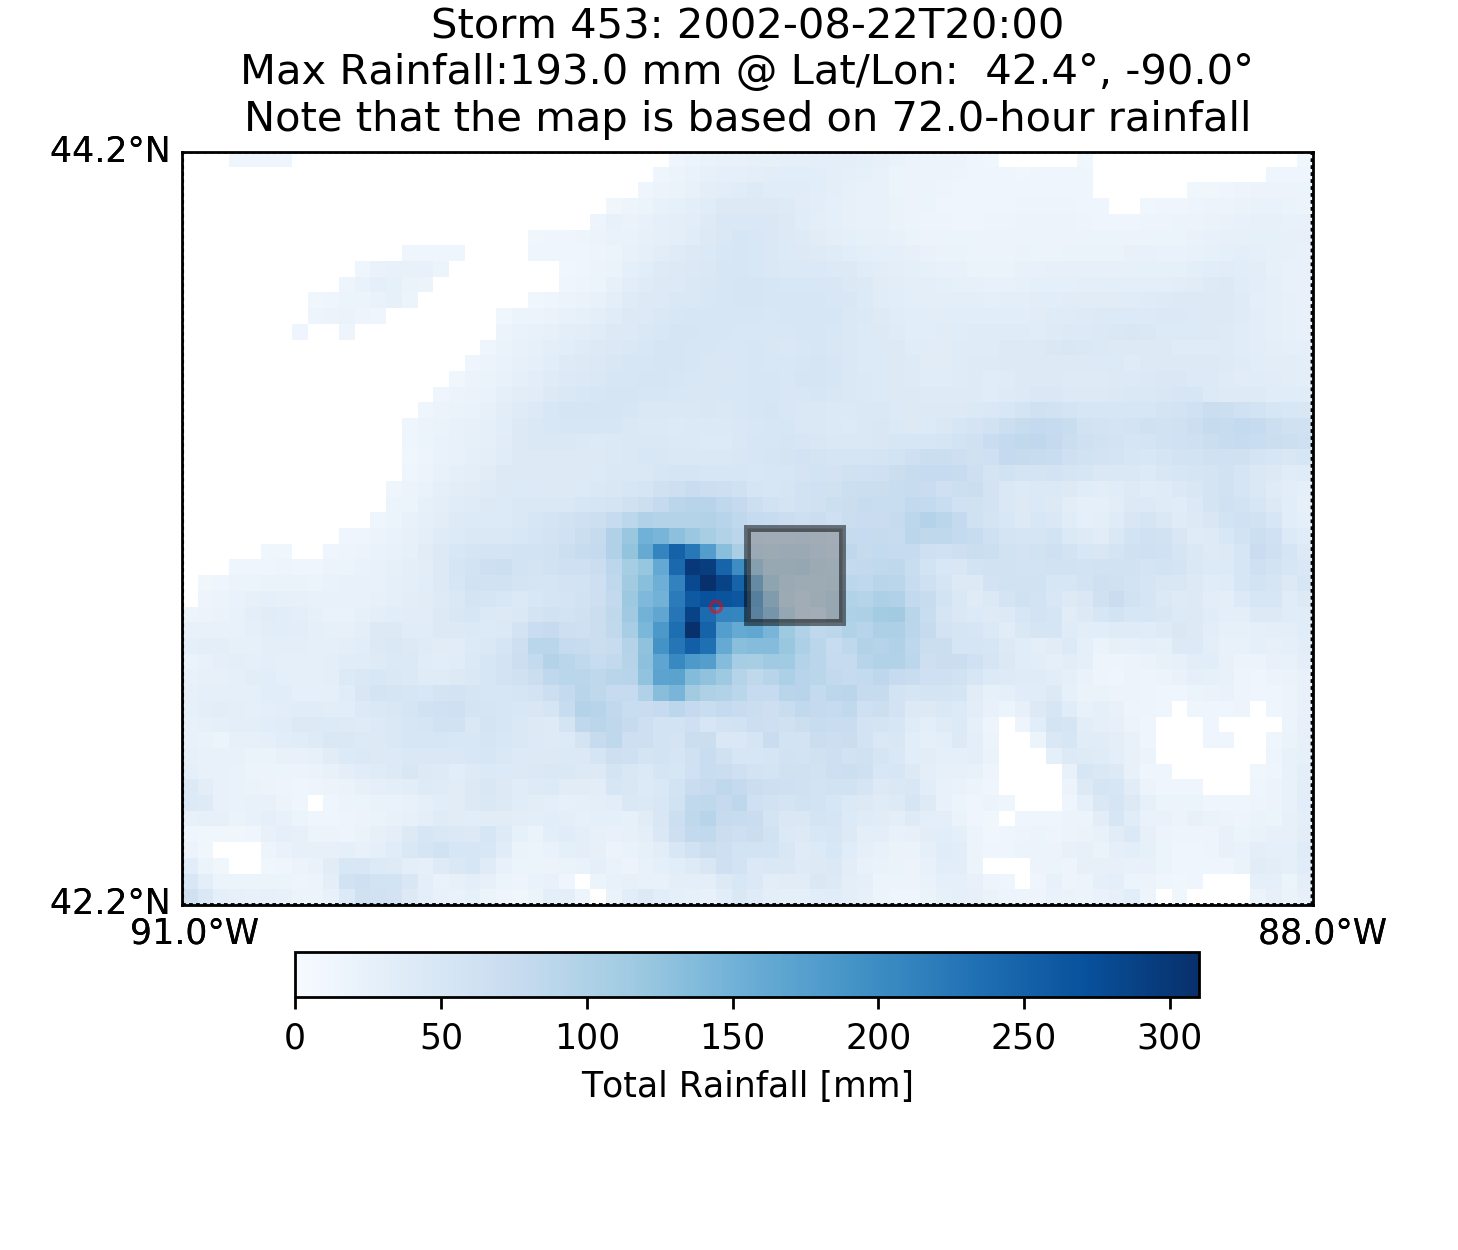 Storm 453: 2002-08-22T20:00
Max Rainfall:193.0 mm @ Lat/Lon:  42.4°, -90.0°
Note that the map is based on 72.0-hour rainfall
44.2°N
42.2°N
91.0°W 88.0°W
0 50 100 150 200 250 300
Total Rainfall [mm]